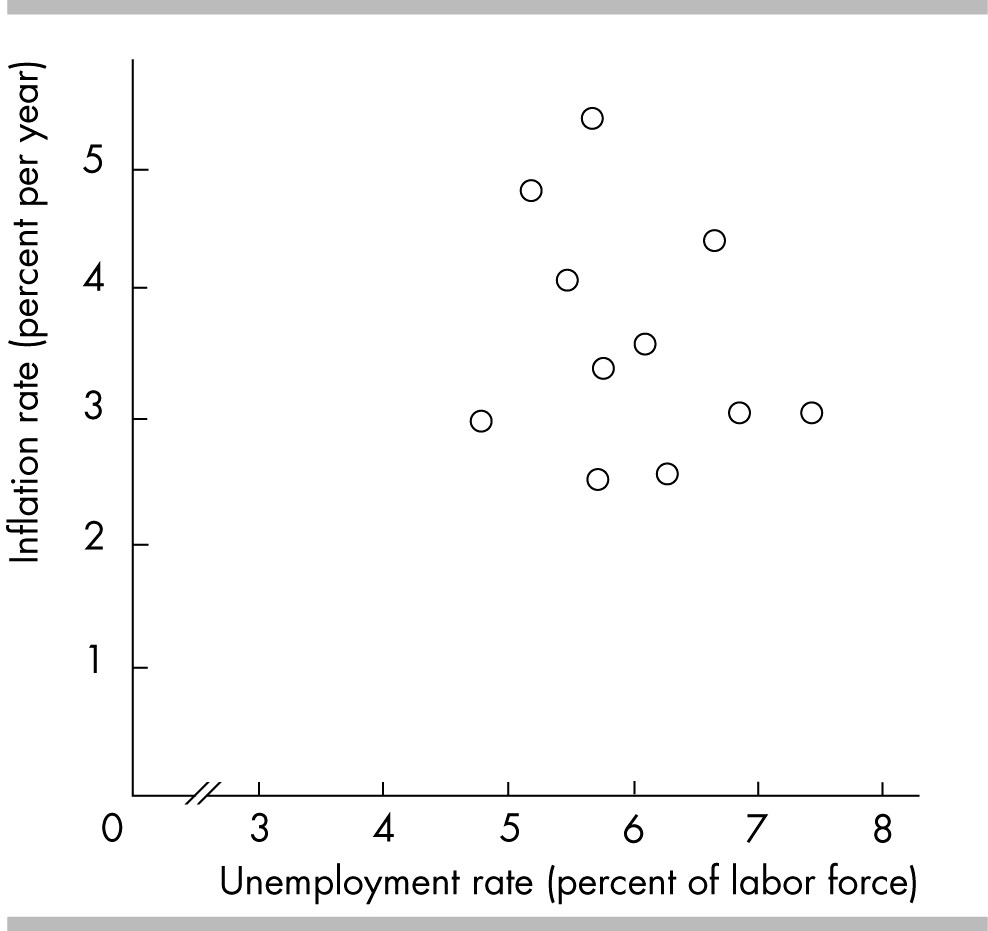 Inflation rate (percent per year)
5
4
3
2
1
0 3 4 5 6 7 8
Unemployment rate (percent of labor force)